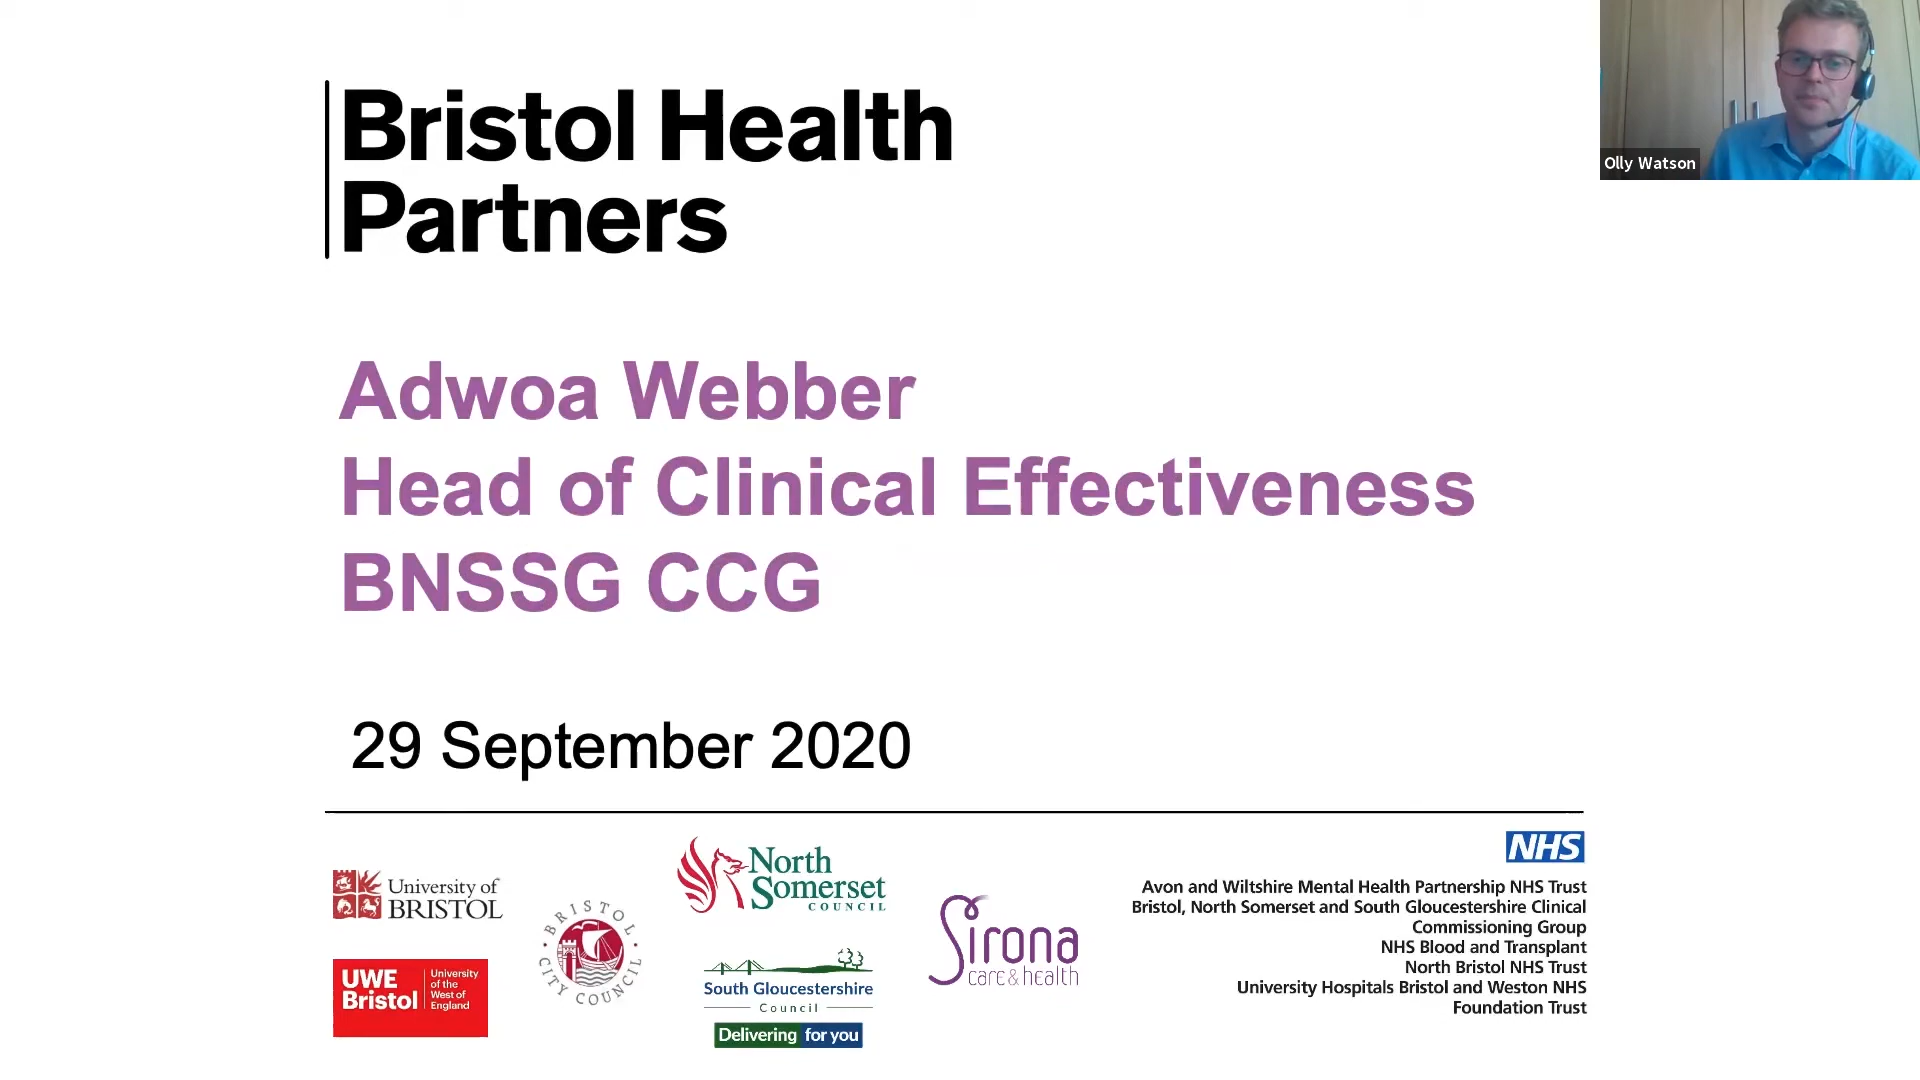 Bristol Health
Partners
Olly Watson
Adwoa Webber
Head of Clinical Effectiveness
BNSSG CCG
29 September 2020
University of
BRISTOL
UWE
Bristol
University
of the
West of
England
BRISTOL
CITY COUNCIL
North
Somerset
COUNCIL
South Gloucestershire
Council
Delivering for you
Sirona
care & health
NHS
Avon and Wiltshire Mental Health Partnership NHS Trust
Bristol, North Somerset and South Gloucestershire Clinical
Commissioning Group
NHS Blood and Transplant
North Bristol NHS Trust
University Hospitals Bristol and Weston NHS
Foundation Trust